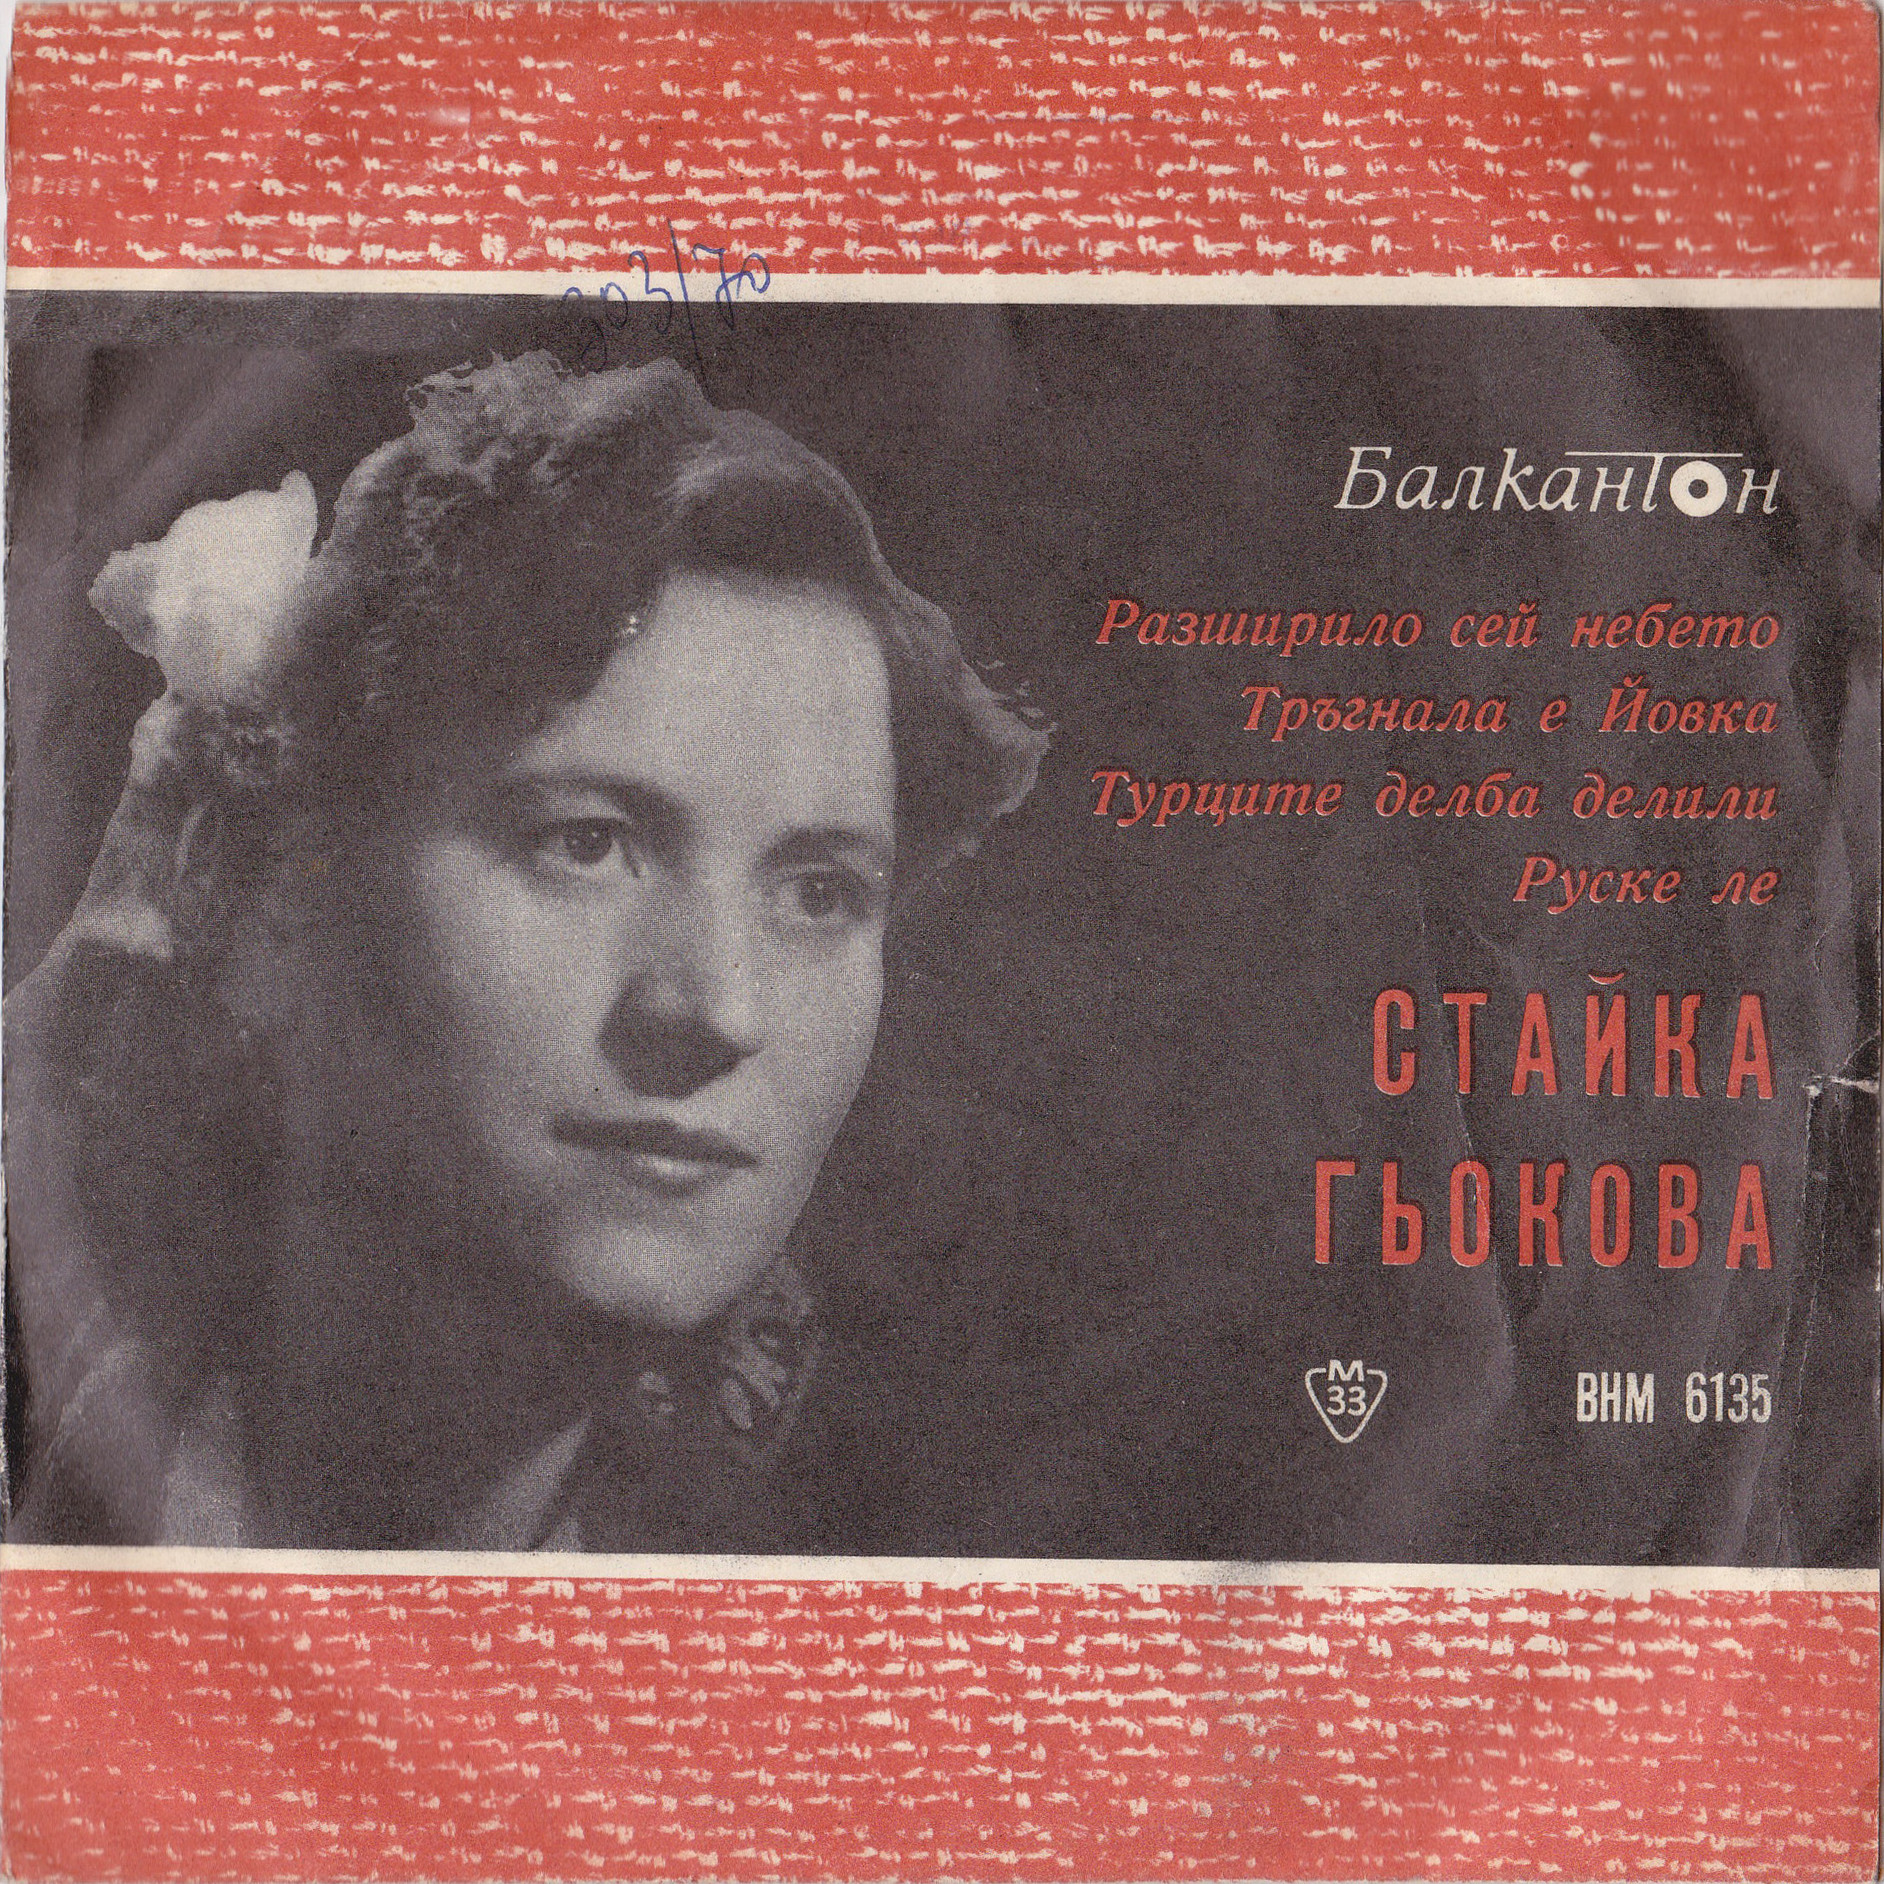 303/70
Балкантон
Разширило сей небето
Тръгнала е Йовка
Турците делба делили
Руске ле
СТАЙКА
ГЬОКОВА
М
33
ВНМ 6135